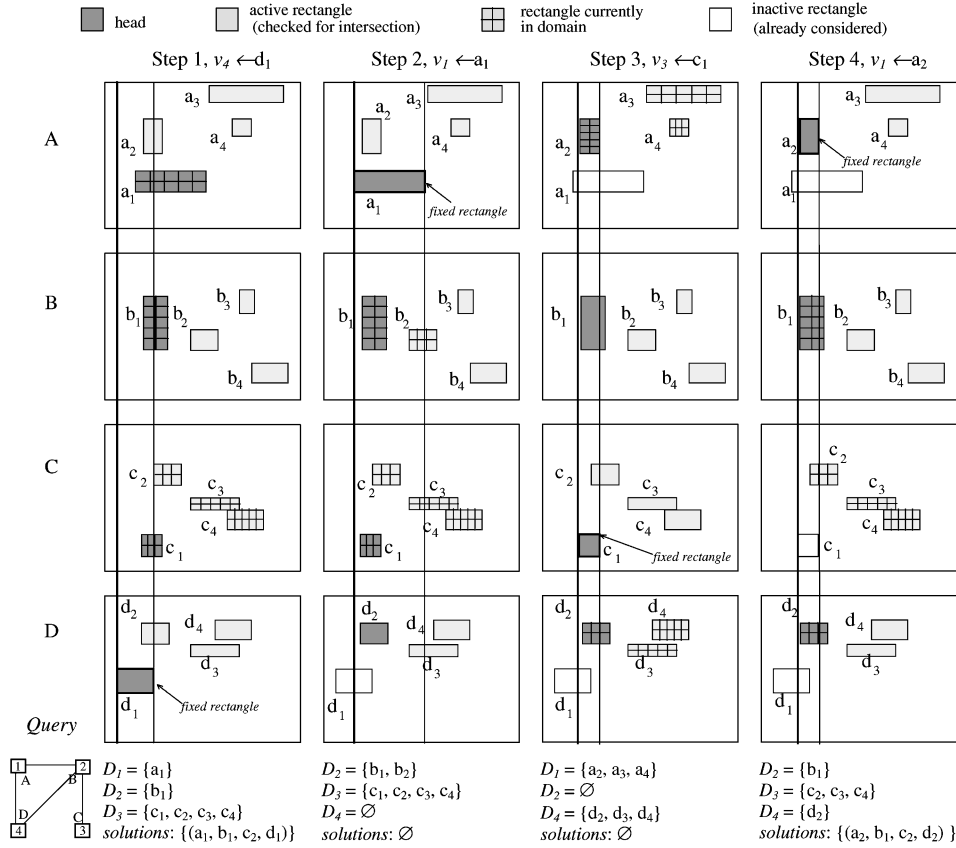 head
active rectangle
(checked for intersection)
rectangle currently
in domain
inactive rectangle
(already considered)
Step 1, v4 ←d1
Step 2, v1 ←a1
Step 3, v3 ←c1
Step 4, v1 ←a2
A
a3
a2
a4
a1
a3
a2
a4
a1
fixed rectangle
a3
a2
a4
a1
a3
a2
a4
fixed rectangle
a1
B
b1
b2
b3
b4
b1
b2
b3
b4
b1
b2
b3
b4
b1
b2
b3
b4
C
c2
c3
c4
c1
c2
c3
c4
c1
c2
c3
c4
c1
fixed rectangle
c2
c3
c4
c1
D
d2
d4
d3
d1
fixed rectangle
d2
d4
d3
d1
d2
d4
d3
d1
d2
d4
d3
d1
Query
1
2
A
B
D
C
4
3
D1 = {a1}
D2 = {b1}
D3 = {c1, c2, c3, c4}
solutions: {(a1, b1, c2, d1)}
D2 = {b1, b2}
D3 = {c1, c2, c3, c4}
D4 = ∅
solutions: ∅
D1 = {a2, a3, a4}
D2 = ∅
D4 = {d2, d3, d4}
solutions: ∅
D2 = {b1}
D3 = {c2, c3, c4}
D4 = {d2}
solutions: {(a2, b1, c2, d2) }